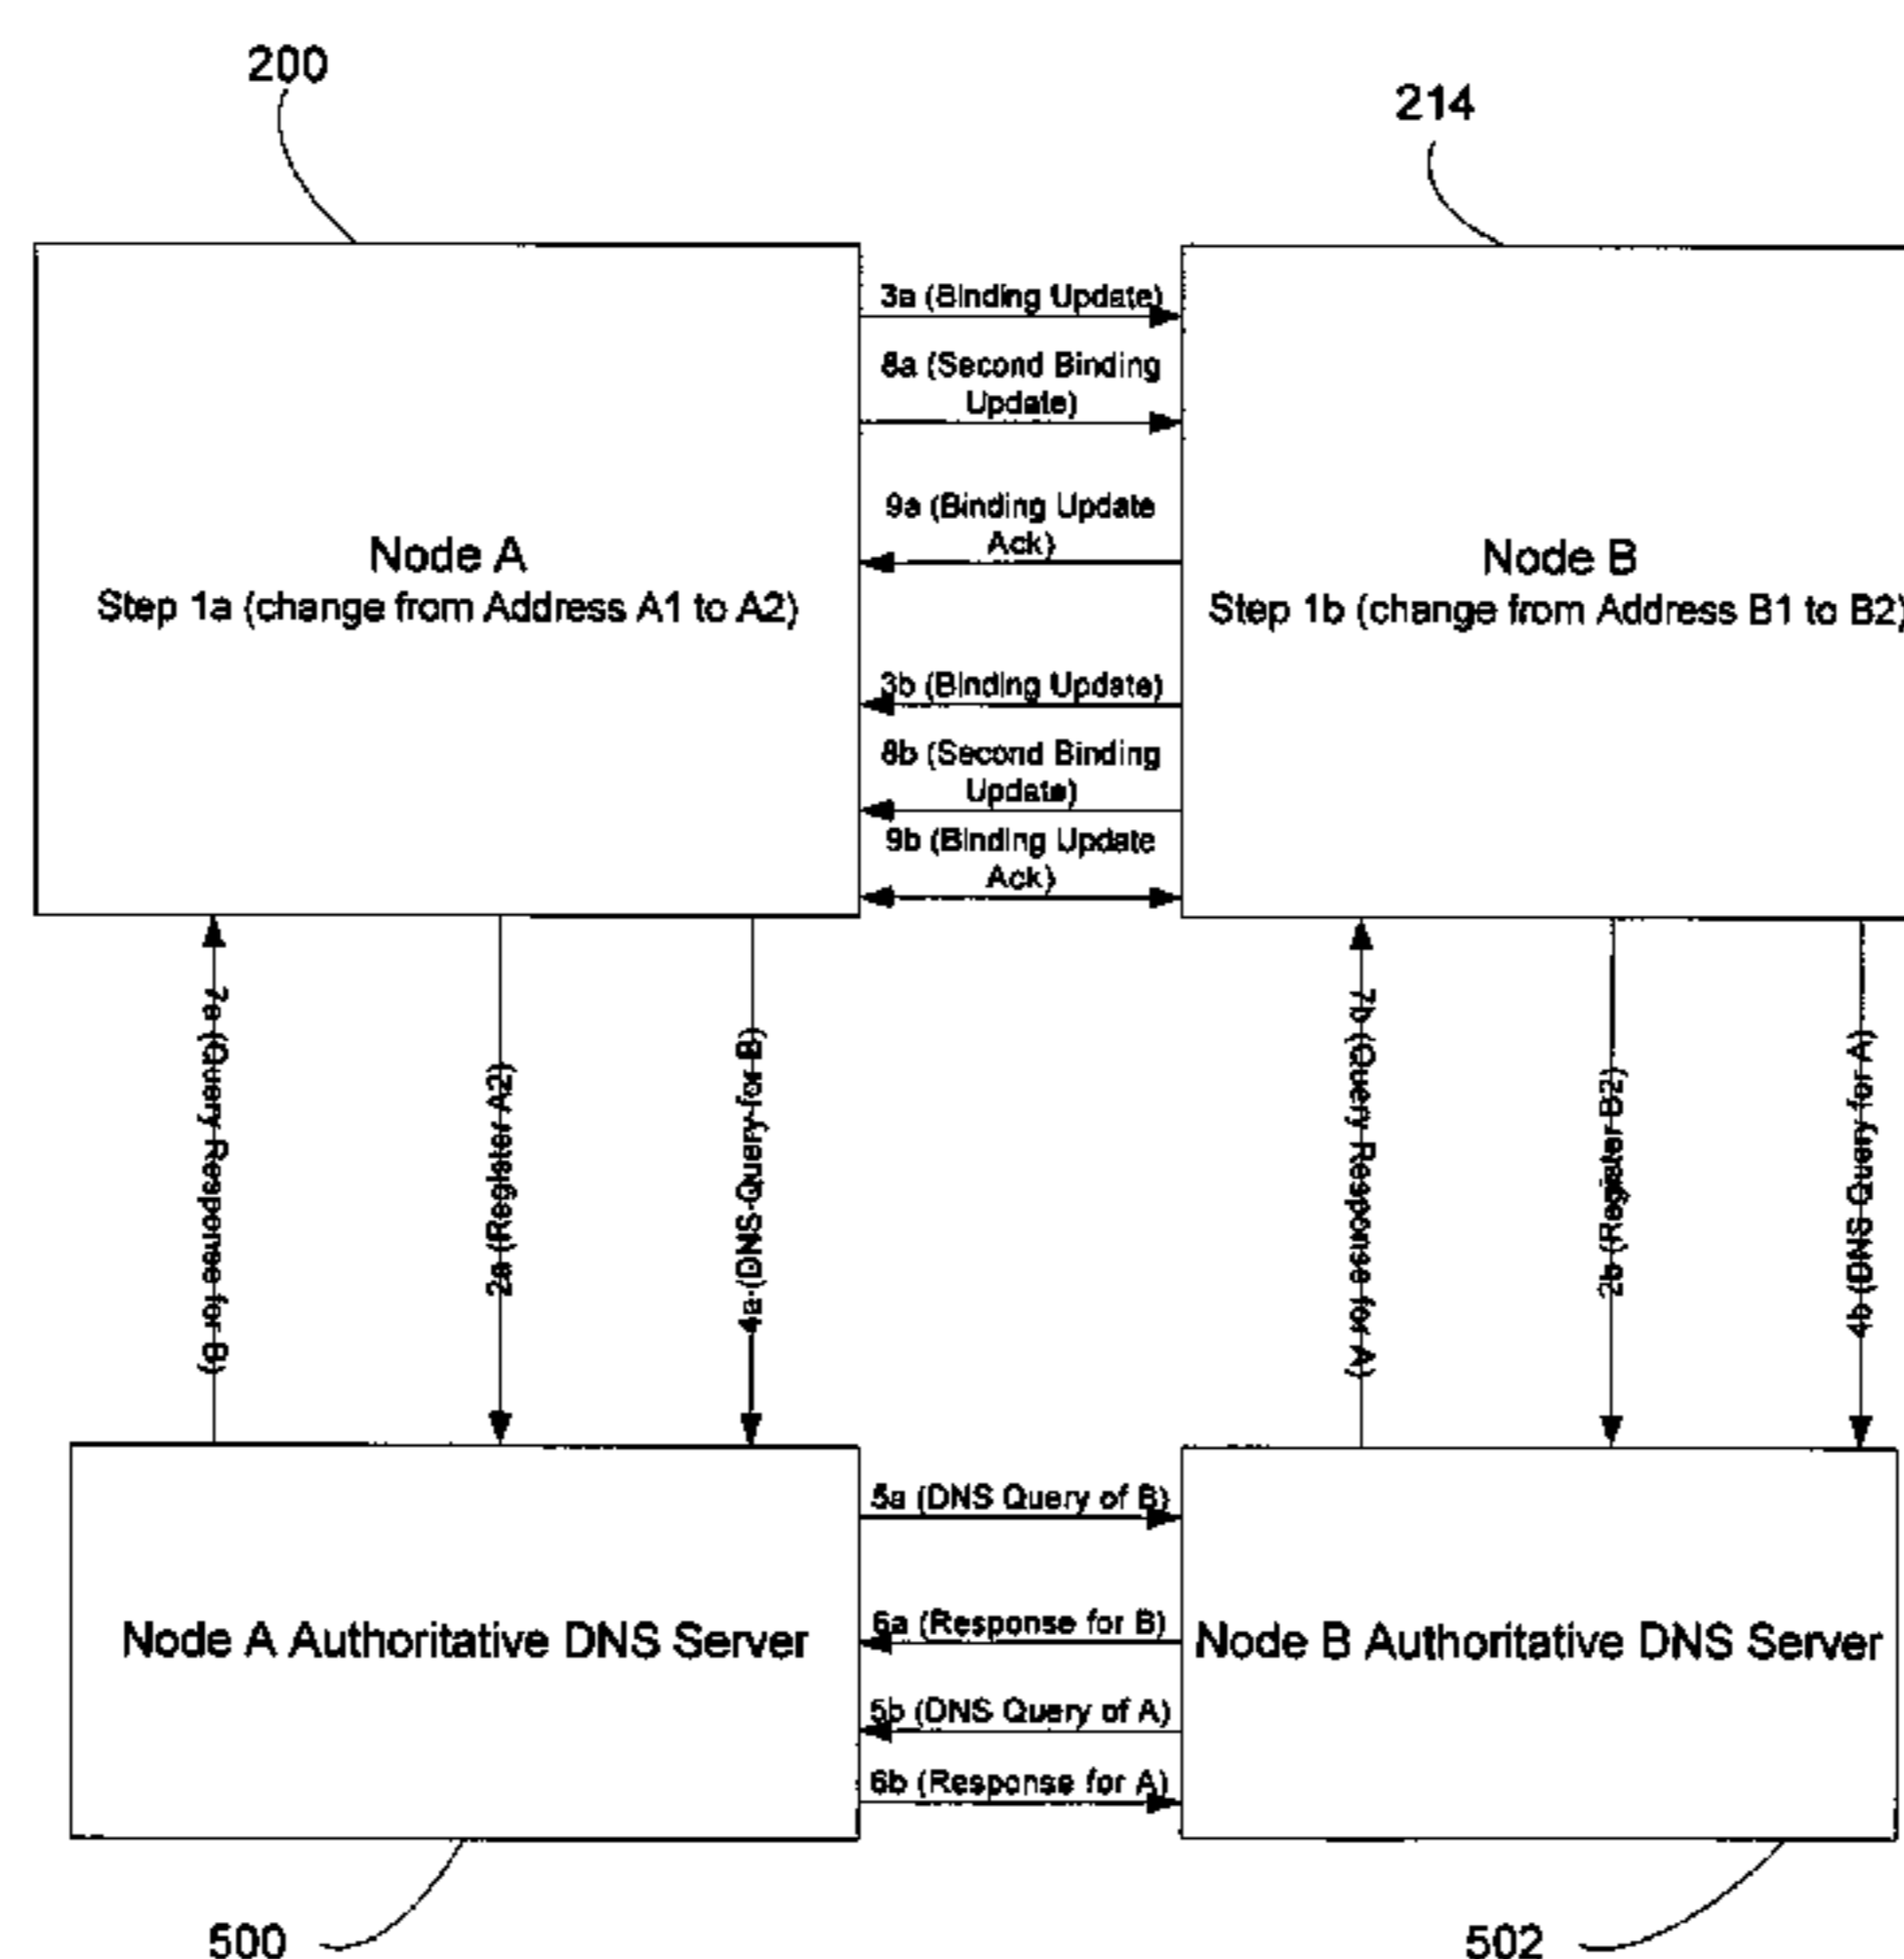 200
214
3a (Binding Update)
8a (Second Binding
Update)
9a (Binding Update
Ack)
Node A
Step 1a (change from Address A1 to A2)
Node B
Step 1b (change from Address B1 to B2)
3b (Binding Update)
8b (Second Binding
Update)
9b (Binding Update
Ack)
7a (Query Response for B)
2a (Register A2)
4a (DNS Query for B)
7b (Query Response for A)
2b (Register B2)
4b (DNS Query for A)
5a (DNS Query of B)
6a (Response for B)
5b (DNS Query of A)
6b (Response for A)
Node A Authoritative DNS Server
Node B Authoritative DNS Server
500
502